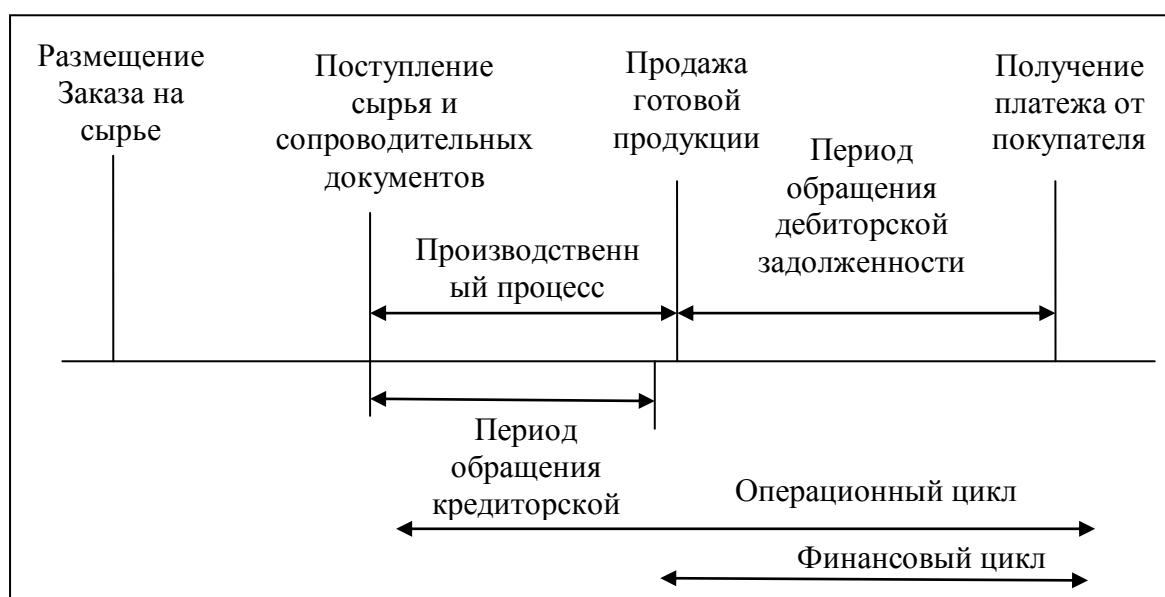 Размещение
Заказа на
сырье
Поступление
сырья и
сопроводительных
документов
Продажа
готовой
продукции
Получение
платежа от
покупателя
Период
обращения
дебиторской
задолженности
Производственн
ый процесс
Период
обращения
кредиторской
Операционный цикл
Финансовый цикл